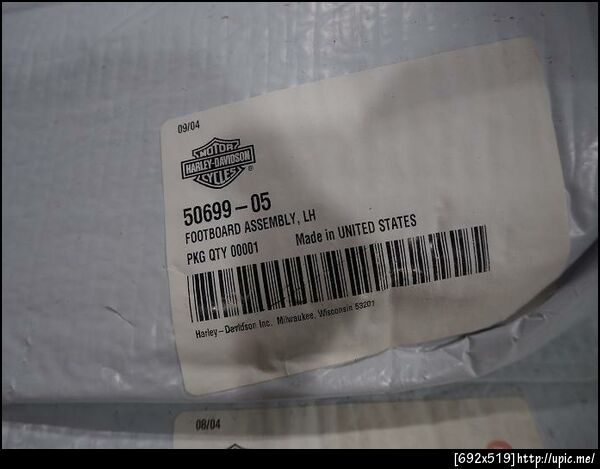 09/04
MOTOR
HARLEY-DAVIDSON
CYCLES
®
50699-05
FOOTBOARD ASSEMBLY, LH
PKG QTY 00001 Made in UNITED STATES
Harley-Davidson Inc. Milwaukee, Wisconsin 53201
08/04
[692x519]http://upic.me/